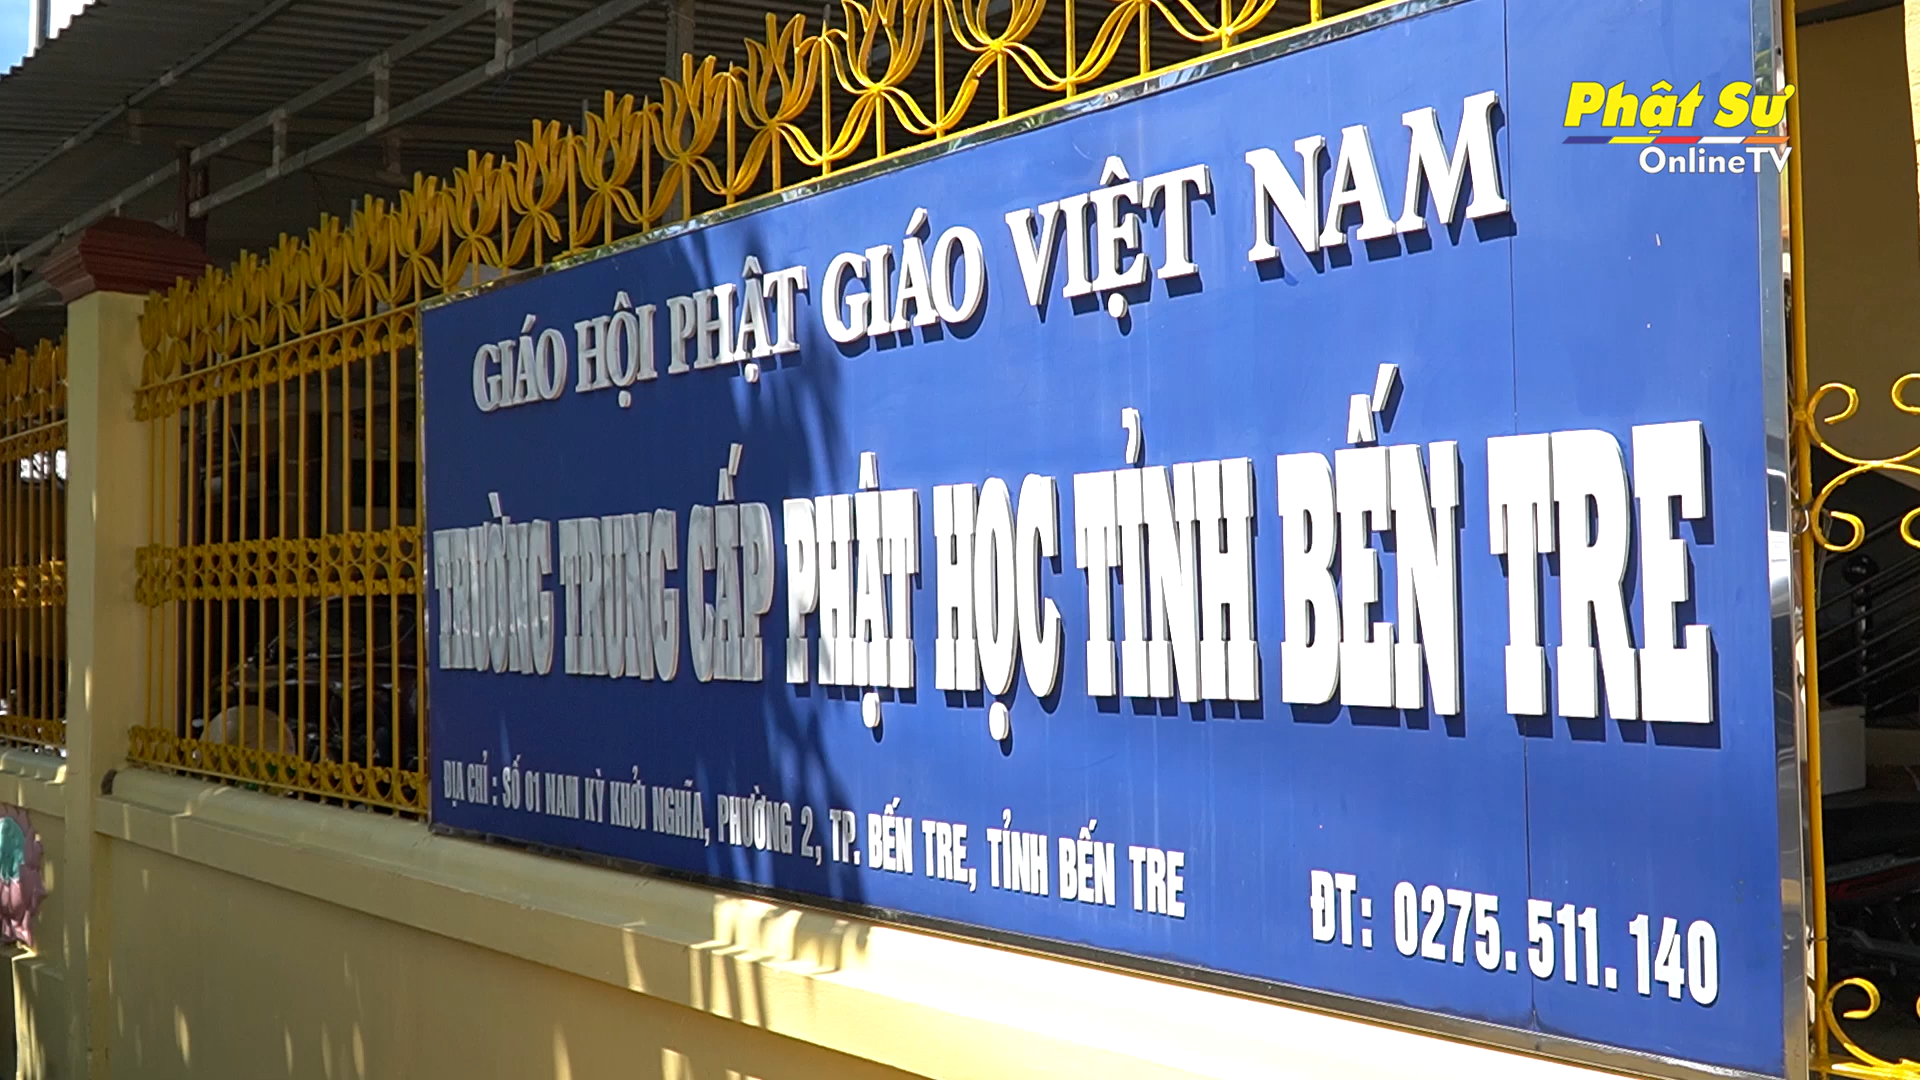 Phật Sự
OnlineTV
GIÁO HỘI PHẬT GIÁO VIỆT NAM
TRƯỜNG TRUNG CẤP PHẬT HỌC TỈNH BẾN TRE
ĐỊA CHỈ : SỐ 01 NAM KỲ KHỞI NGHĨA, PHƯỜNG 2, TP. BẾN TRE, TỈNH BẾN TRE
ĐT: 0275.511.140